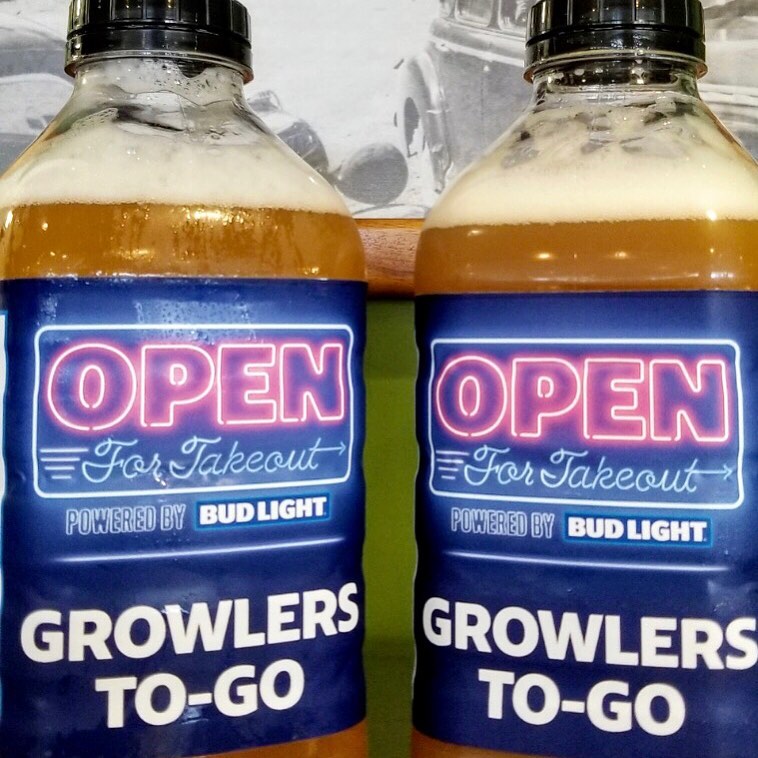 OPEN
For Takeout
POWERED BY BUD LIGHT
GROWLERS
TO-GO
OPEN
For Takeout
POWERED BY BUD LIGHT
GROWLERS
TO-GO